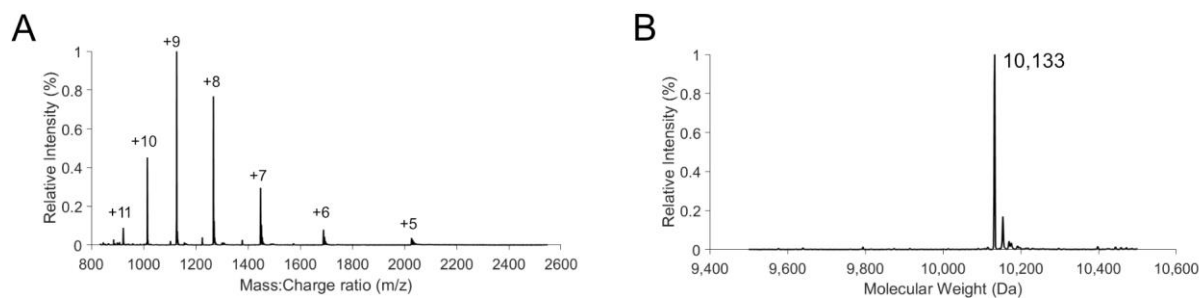 A
Relative Intensity (%)
1
0.8
0.6
0.4
0.2
0
+11
+10
+9
+8
+7
+6
+5
800 1000 1200 1400 1600 1800 2000 2200 2400 2600
Mass:Charge ratio (m/z)
B
Relative Intensity (%)
1
0.8
0.6
0.4
0.2
0
10,133
9,400 9,600 9,800 10,000 10,200 10,400 10,600
Molecular Weight (Da)